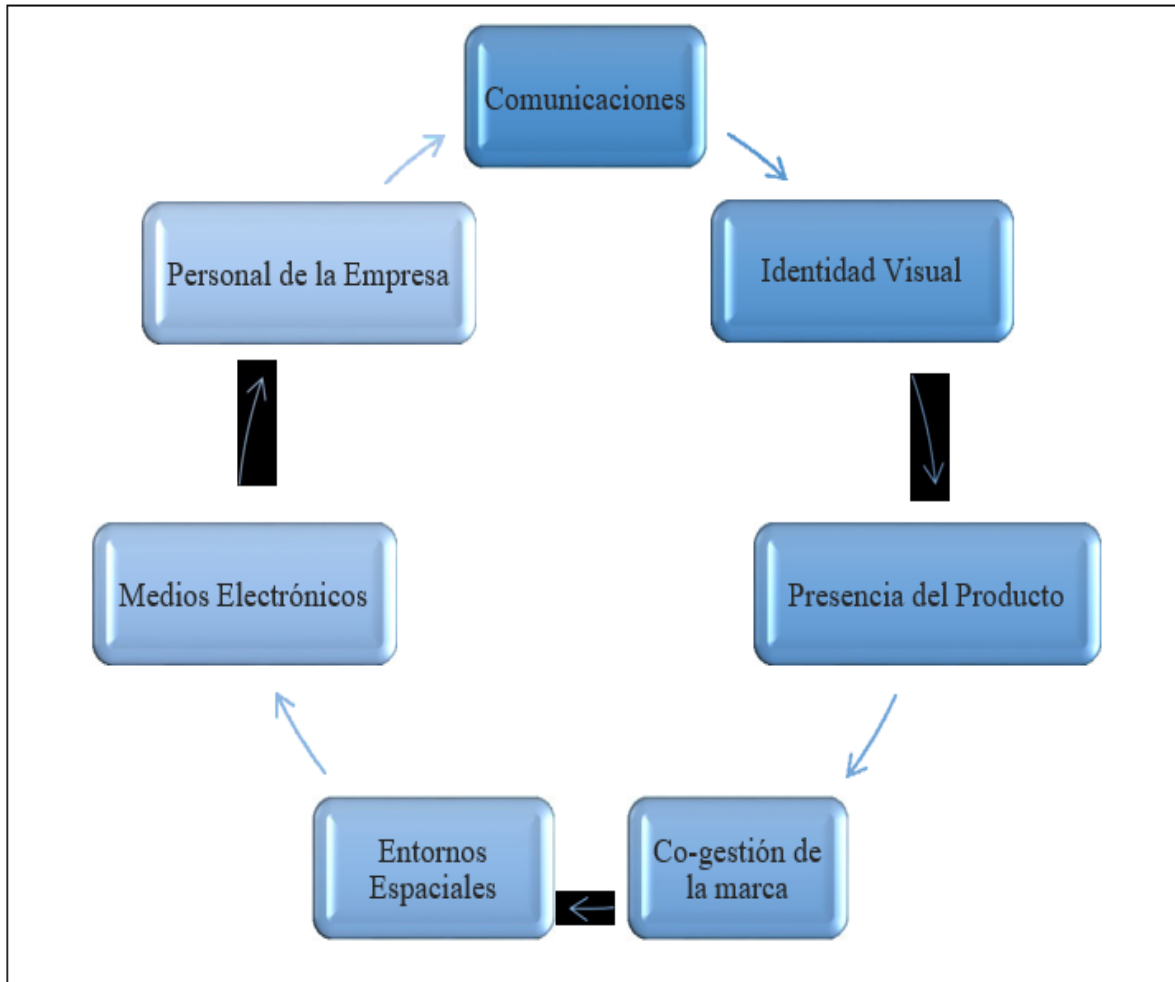 Comunicaciones
Identidad Visual
Presencia del Producto
Co-gestión de
la marca
Entornos
Espaciales
Medios Electrónicos
Personal de la Empresa